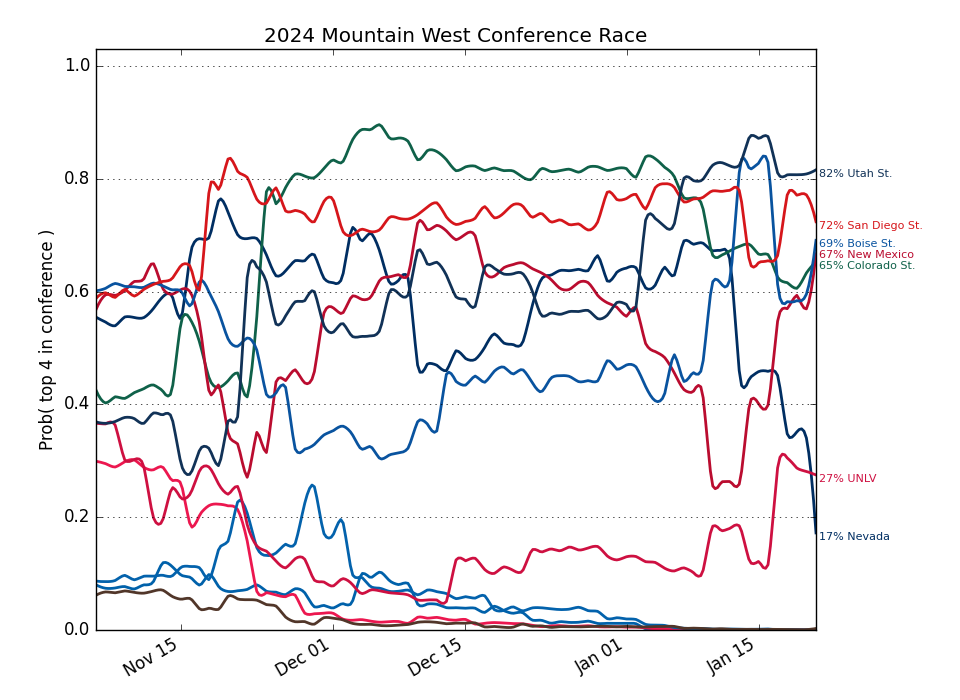 2024 Mountain West Conference Race
Prob( top 4 in conference )
1.0
0.8
0.6
0.4
0.2
0.0
Nov 15
Dec 01
Dec 15
Jan 01
Jan 15
82% Utah St.
72% San Diego St.
69% Boise St.
67% New Mexico
65% Colorado St.
27% UNLV
17% Nevada